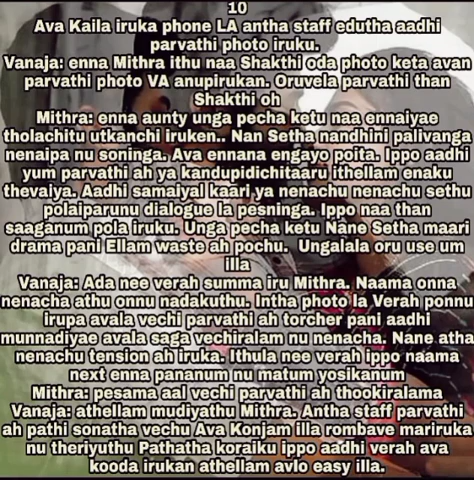 10
Ava Kaila iruka phone LA antha staff edutha aadhi
parvathi photo iruku.
Vanaja: enna Mithra ithu naa Shakthi oda photo keta avan
parvathi photo VA anupirukan. Oruvela parvathi than
Shakthi oh
Mithra: enna aunty unga pecha ketu naa ennaiyae
tholachitu utkanchi iruken.. Nan Setha nandhini palivanga
nenaipa nu soninga. Ava ennana engayo poita. Ippo aadhi
yum parvathi ah ya kandupidichitaaru ithellam enaku
thevaiya. Aadhi samaiyal kaari ya nenachu nenachu sethu
polaiparunu dialogue la pesninga. Ippo naa than
saaganum pola iruku. Unga pecha ketu Nane Setha maari
drama pani Ellam waste ah pochu.  Ungalala oru use um
illa
Vanaja: Ada nee verah summa iru Mithra. Naama onna
nenacha athu onnu nadakuthu. Intha photo la Verah ponnu
irupa avala vechi parvathi ah torcher pani aadhi
munnadiyae avala saga vechiralam nu nenacha. Nane atha
nenachu tension ah iruka. Ithula nee verah ippo naama
next enna pananum nu matum yosikanum
Mithra: pesama aal vechi parvathi ah thookiralama
Vanaja: athellam mudiyathu Mithra. Antha staff parvathi
ah pathi sonatha vechu Ava Konjam illa rombave mariruka
nu theriyuthu Pathatha koraiku ippo aadhi verah ava
kooda irukan athellam avlo easy illa.